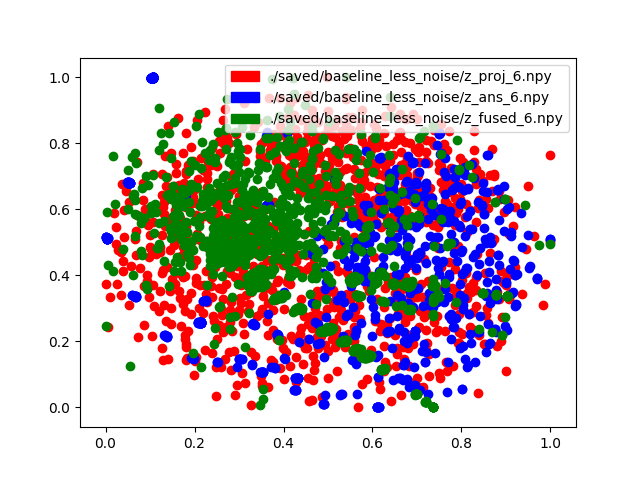 ./saved/baseline_less_noise/z_proj_6.npy
./saved/baseline_less_noise/z_ans_6.npy
./saved/baseline_less_noise/z_fused_6.npy
1.0
0.8
0.6
0.4
0.2
0.0
0.0 0.2 0.4 0.6 0.8 1.0